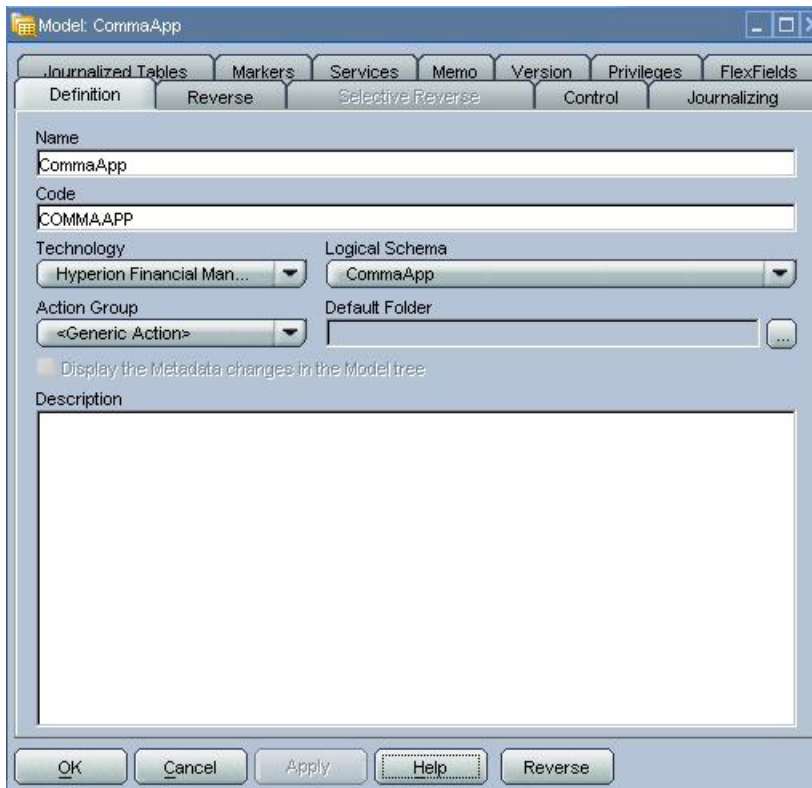 Model: CommaApp
Journalized Tables Markers Services Memo Version Privileges FlexFields
Definition Reverse Selective Reverse Control Journalizing
Name
CommaApp
Code
COMMAAPP
Technology Logical Schema
Hyperion Financial Man... CommaApp
Action Group Default Folder
<Generic Action> ...
Display the Metadata changes in the Model tree
Description
OK Cancel Apply Help Reverse